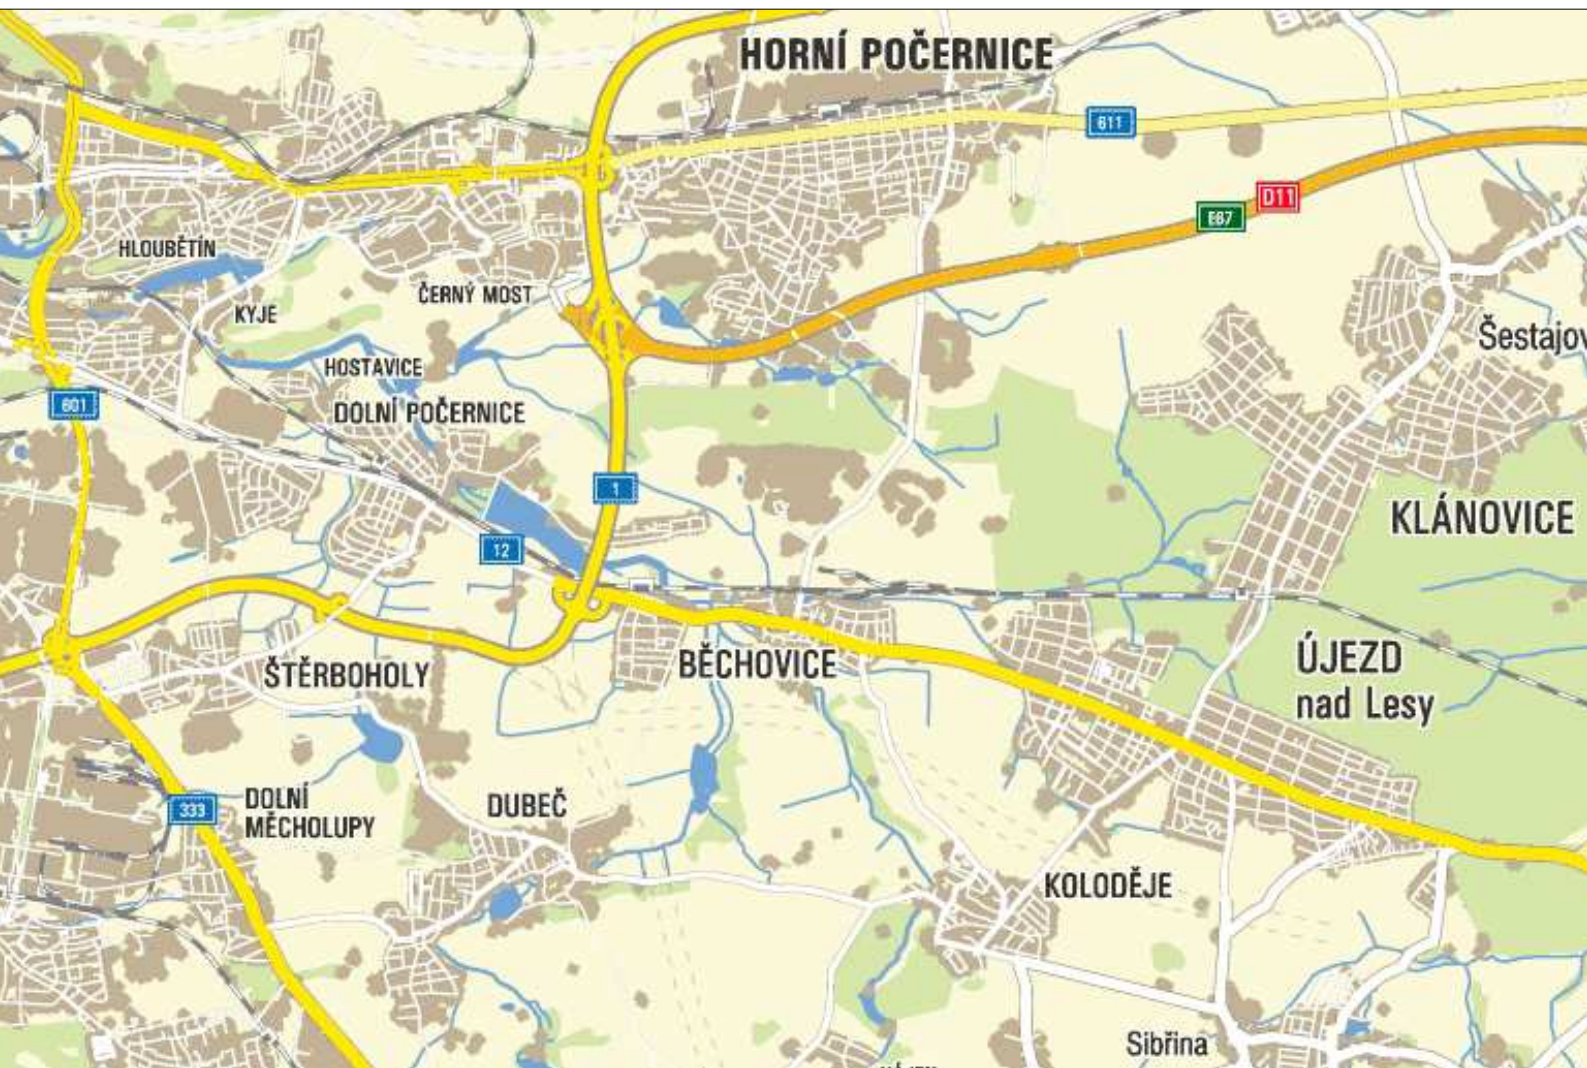 HORNÍ POČERNICE
611
D11
E67
HLOUBĚTÍN
ČERNÝ MOST
KYJE
Šestajov
HOSTAVICE
601
DOLNÍ POČERNICE
1
KLÁNOVICE
12
ÚJEZD
nad Lesy
BĚCHOVICE
ŠTĚRBOHOLY
333
DOLNÍ
MĚCHOLUPY
DUBEČ
KOLODĚJE
Sibřina